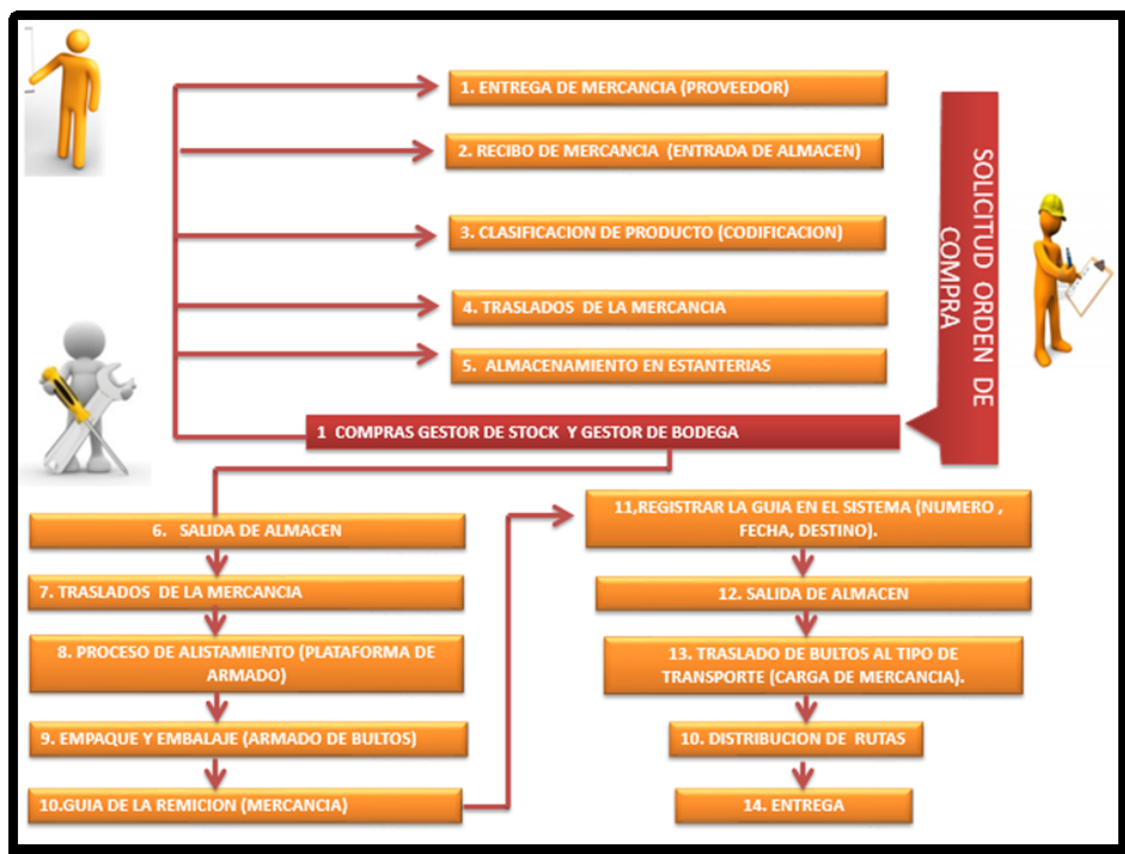 1. ENTREGA DE MERCANCIA (PROVEEDOR)
2. RECIBO DE MERCANCIA (ENTRADA DE ALMACEN)
3. CLASIFICACION DE PRODUCTO (CODIFICACION)
4. TRASLADOS DE LA MERCANCIA
5. ALMACENAMIENTO EN ESTANTERIAS
SOLICITUD ORDEN DE
COMPRA
1 COMPRAS GESTOR DE STOCK Y GESTOR DE BODEGA
6. SALIDA DE ALMACEN
7. TRASLADOS DE LA MERCANCIA
8. PROCESO DE ALISTAMIENTO (PLATAFORMA DE
ARMADO)
9. EMPAQUE Y EMBALAJE (ARMADO DE BULTOS)
10.GUIA DE LA REMICION (MERCANCIA)
11,REGISTRAR LA GUIA EN EL SISTEMA (NUMERO ,
FECHA, DESTINO).
12. SALIDA DE ALMACEN
13. TRASLADO DE BULTOS AL TIPO DE
TRANSPORTE (CARGA DE MERCANCIA).
10. DISTRIBUCION DE RUTAS
14. ENTREGA